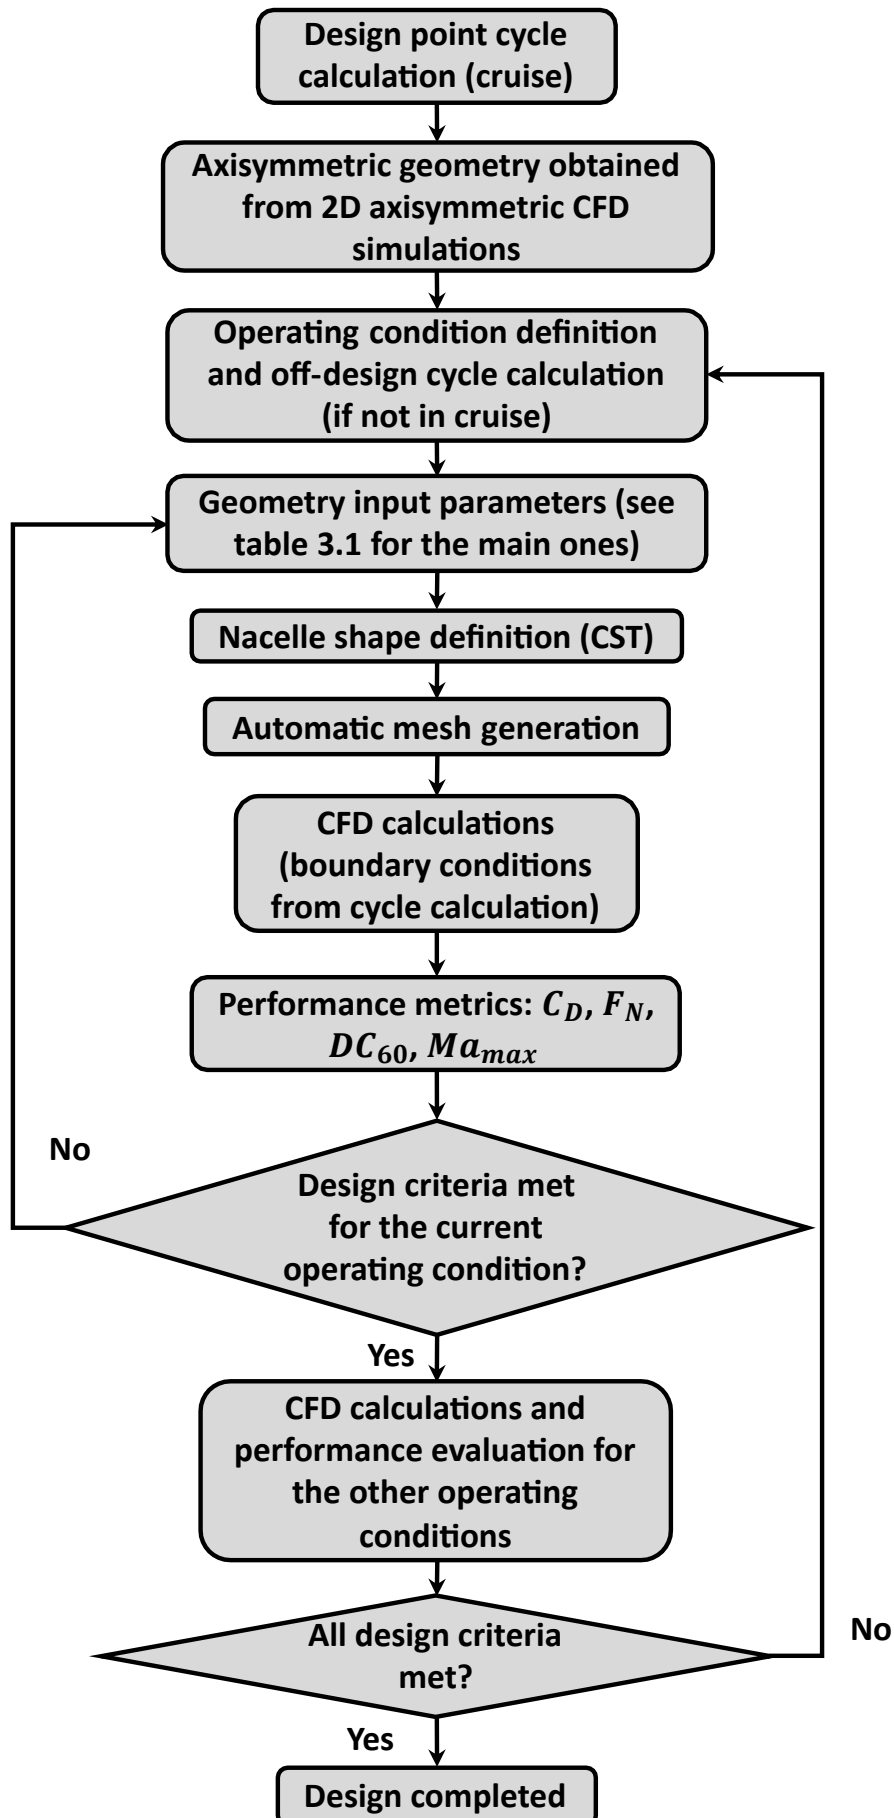 Design point cycle
calculation (cruise)
Axisymmetric geometry obtained
from 2D axisymmetric CFD
simulations
Operating condition definition
and off-design cycle calculation
(if not in cruise)
Geometry input parameters (see
table 3.1 for the main ones)
Nacelle shape definition (CST)
Automatic mesh generation
CFD calculations
(boundary conditions
from cycle calculation)
Performance metrics: C_D, F_N,
DC_60, Ma_max
No
Design criteria met
for the current
operating condition?
Yes
CFD calculations and
performance evaluation for
the other operating
conditions
All design criteria
met?
No
Yes
Design completed